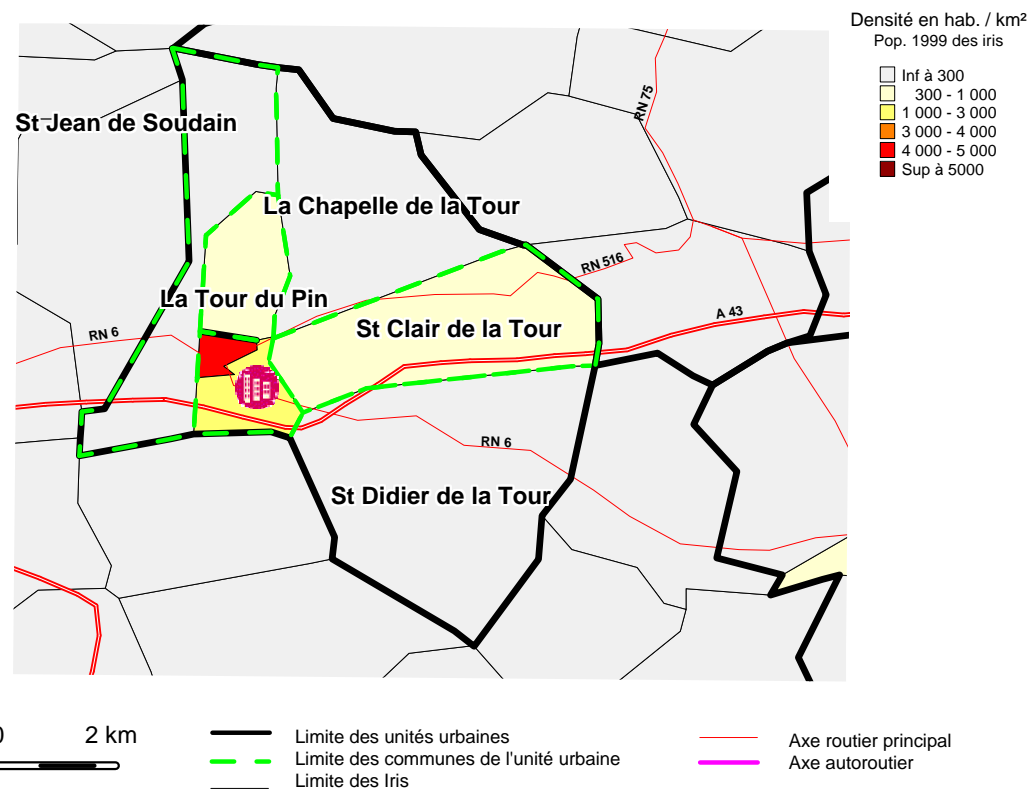 Densité en hab. / km²
Pop. 1999 des iris
Inf à 300
300 - 1 000
1 000 - 3 000
3 000 - 4 000
4 000 - 5 000
Sup à 5000
RN 75
St Jean de Soudain
La Chapelle de la Tour
RN 516
La Tour du Pin
A 43
RN 6
St Clair de la Tour
RN 6
St Didier de la Tour
0 2 km
Limite des unités urbaines
Limite des communes de l'unité urbaine
Limite des Iris
Axe routier principal
Axe autoroutier